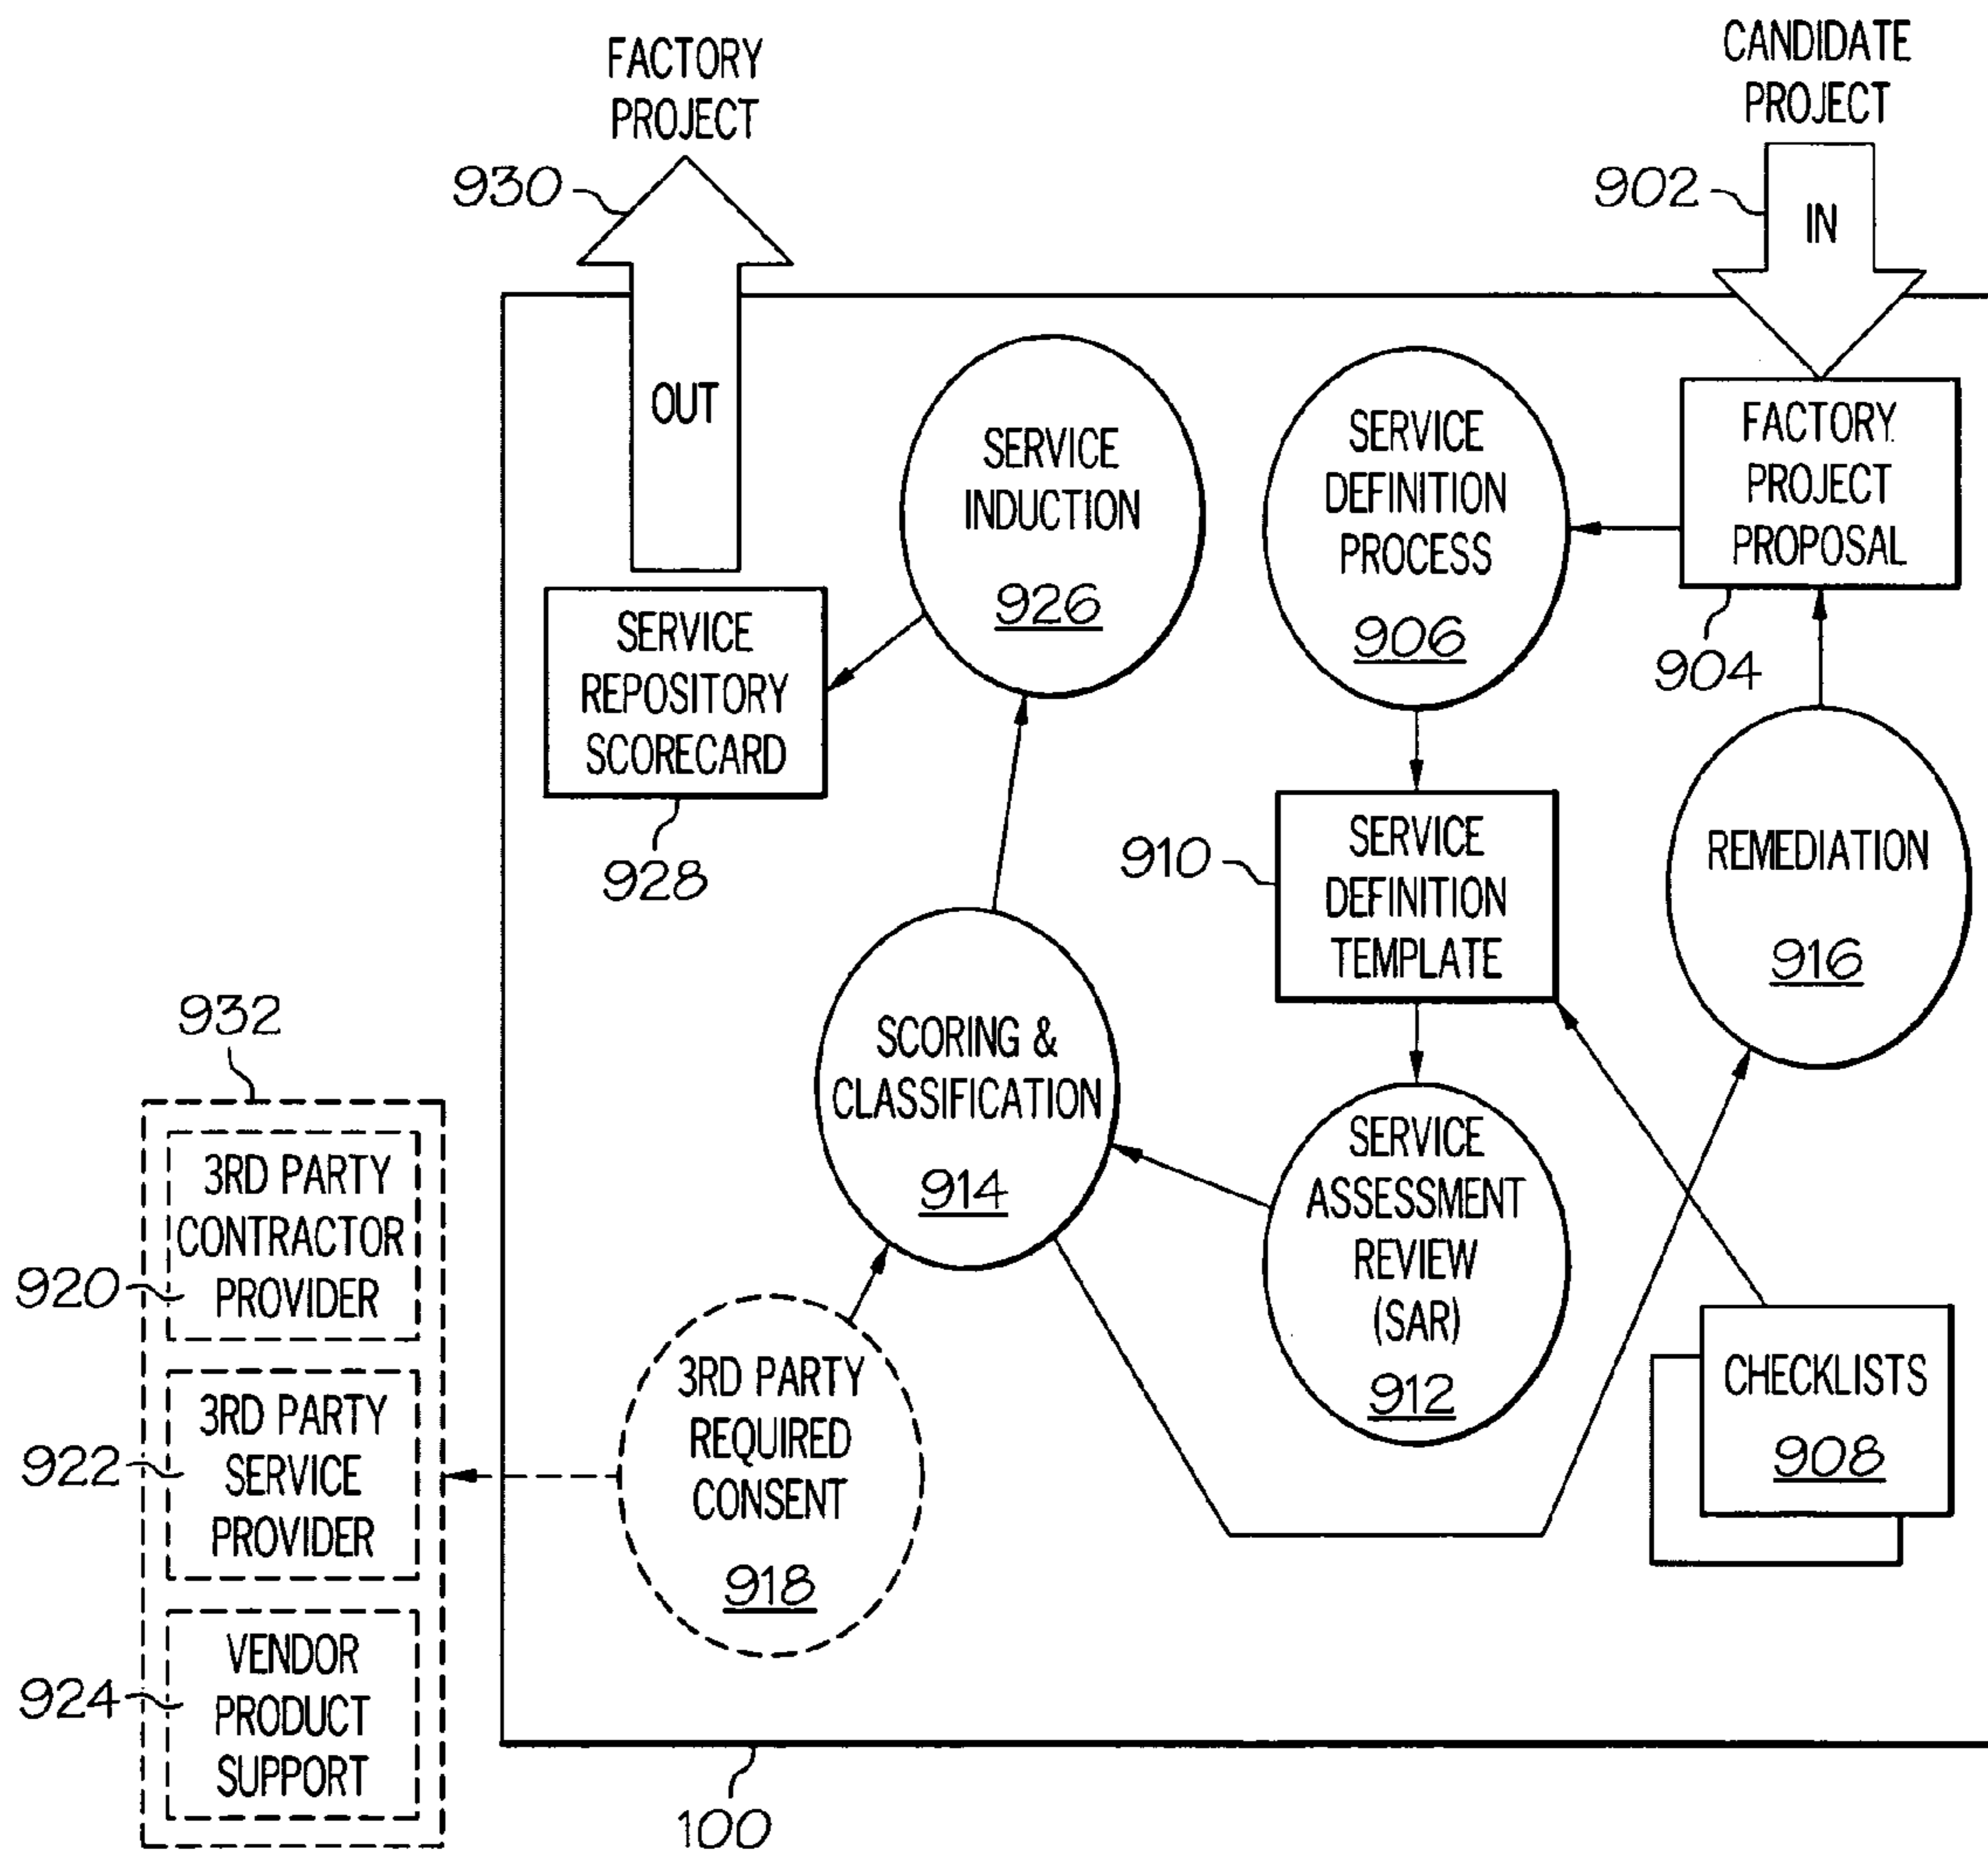 FACTORY
PROJECT
930
OUT
CANDIDATE
PROJECT
902
IN
FACTORY
PROJECT
PROPOSAL
904
SERVICE
DEFINITION
PROCESS
906
SERVICE
INDUCTION
926
SERVICE
REPOSITORY
SCORECARD
928
910
SERVICE
DEFINITION
TEMPLATE
REMEDIATION
916
SCORING &
CLASSIFICATION
914
SERVICE
ASSESSMENT
REVIEW
(SAR)
912
CHECKLISTS
908
3RD PARTY
REQUIRED
CONSENT
918
932
3RD PARTY
CONTRACTOR
PROVIDER
920
3RD PARTY
SERVICE
PROVIDER
922
VENDOR
PRODUCT
SUPPORT
924
100